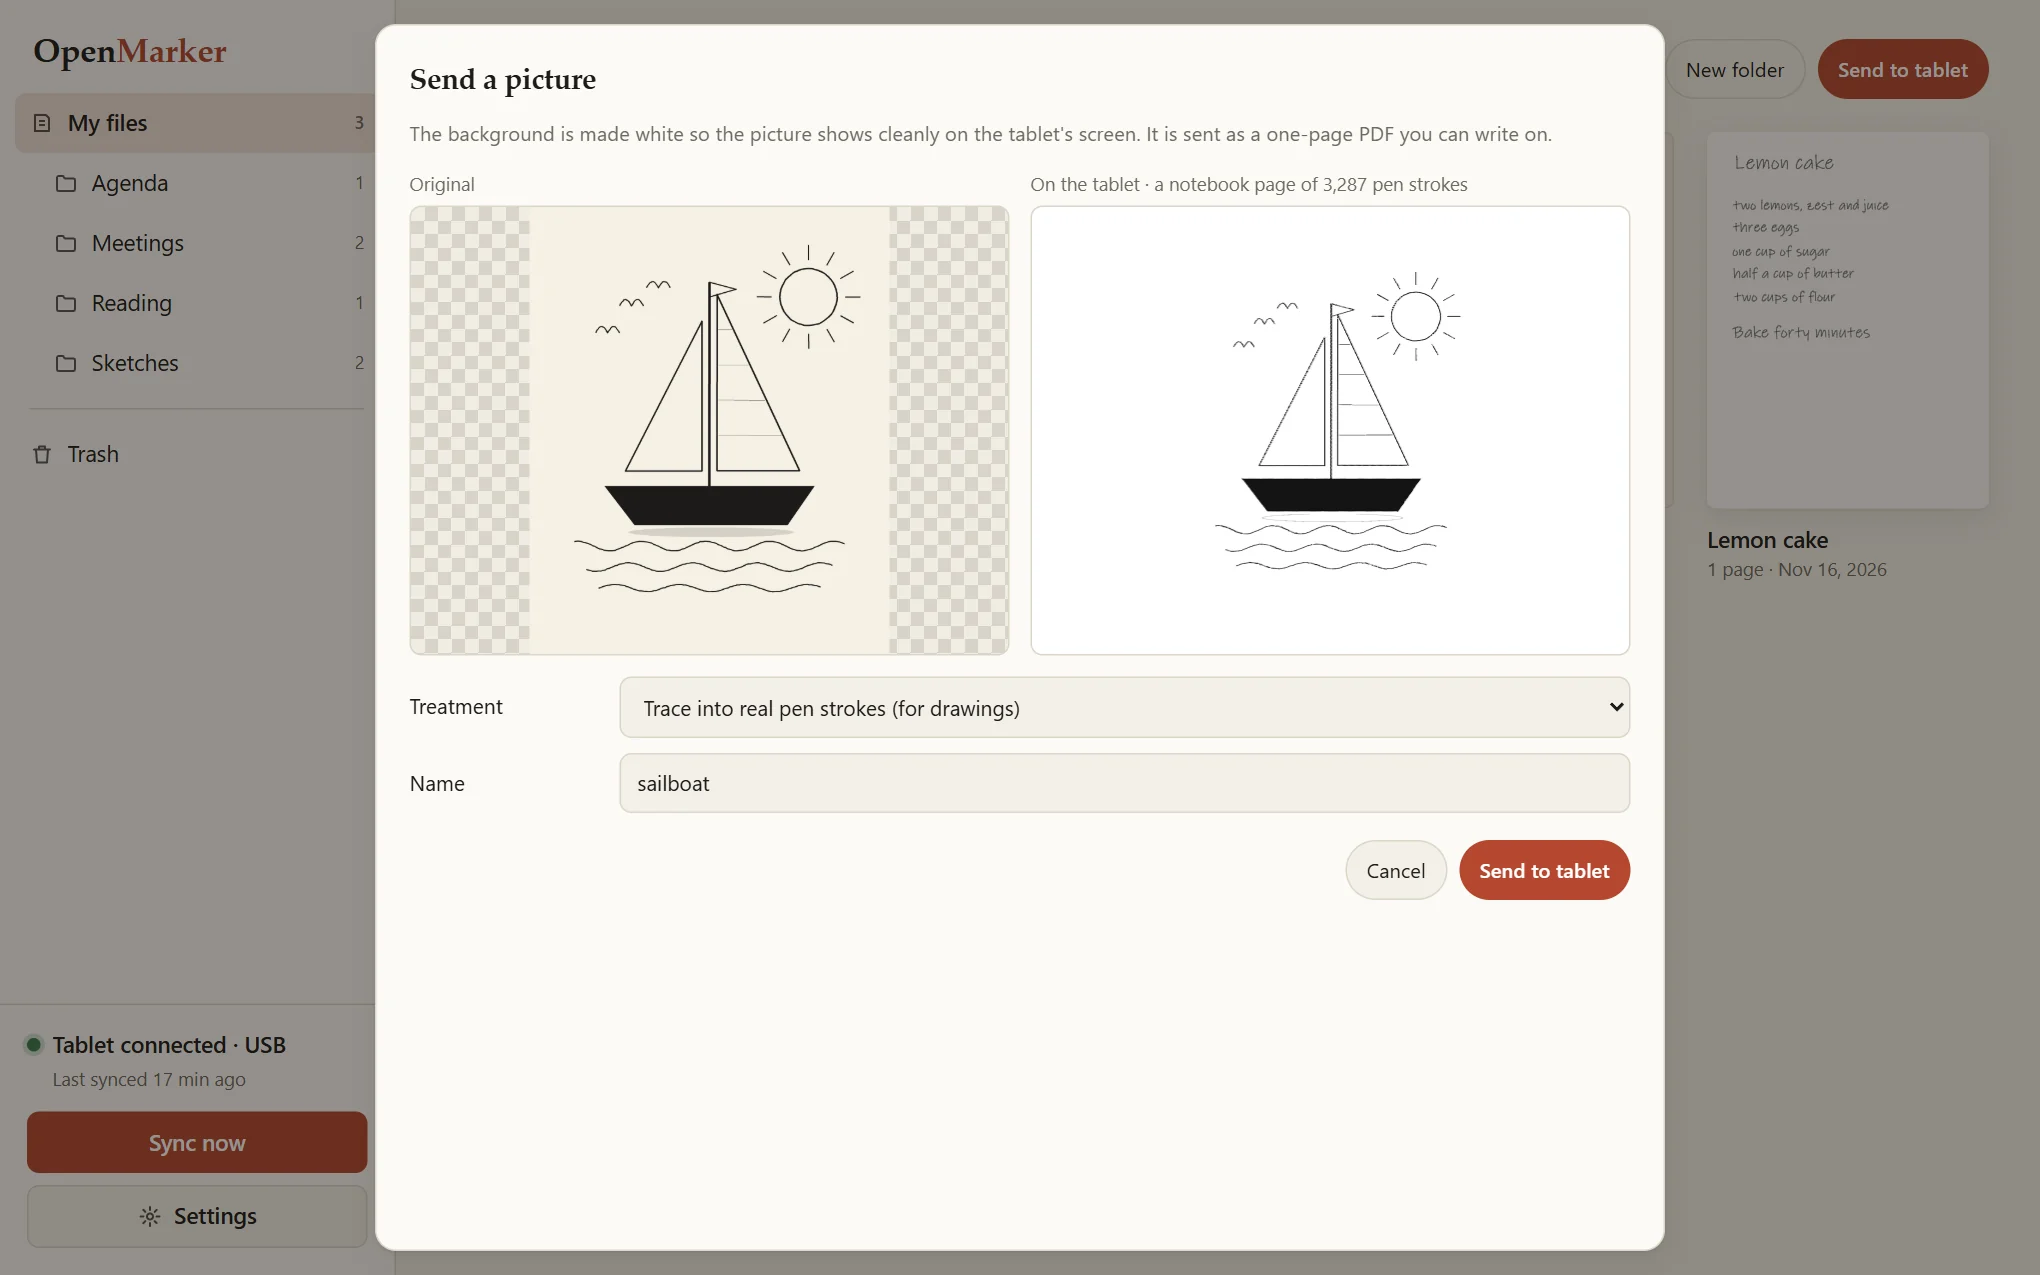 OpenMarker
My files 3
Agenda 1
Meetings 2
Reading 1
Sketches 2
Trash
Tablet connected · USB
Last synced 17 min ago
Sync now
Settings
Send a picture
The background is made white so the picture shows cleanly on the tablet's screen. It is sent as a one-page PDF you can write on.
Original
On the tablet · a notebook page of 3,287 pen strokes
Treatment
Trace into real pen strokes (for drawings)
Name
sailboat
Cancel
Send to tablet
New folder
Send to tablet
Lemon cake
two lemons, zest and juice
three eggs
one cup of sugar
half a cup of butter
two cups of flour
Bake forty minutes
Lemon cake
1 page · Nov 16, 2026